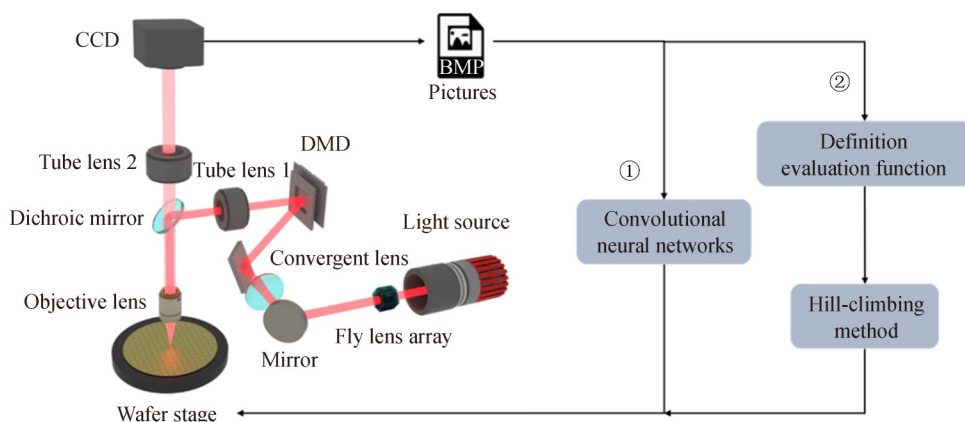 CCD
BMP
Pictures
②
Definition
evaluation function
DMD
Tube lens 2
Tube lens 1
①
Dichroic mirror
Convolutional
neural networks
Light source
Convergent lens
Objective lens
Hill-climbing
method
Fly lens array
Mirror
Wafer stage